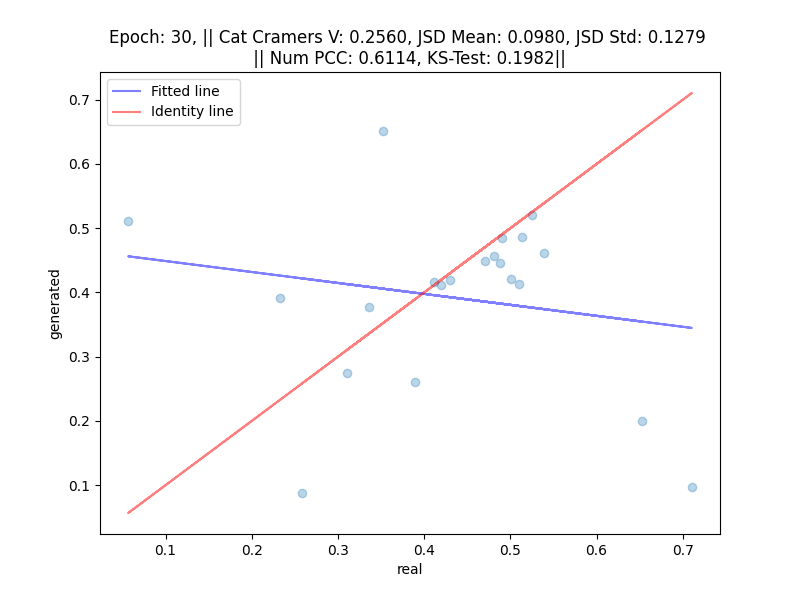 Epoch: 30, || Cat Cramers V: 0.2560, JSD Mean: 0.0980, JSD Std: 0.1279
|| Num PCC: 0.6114, KS-Test: 0.1982||
Fitted line
Identity line
0.7
0.6
0.5
0.4
0.3
0.2
0.1
generated
0.1 0.2 0.3 0.4 0.5 0.6 0.7
real